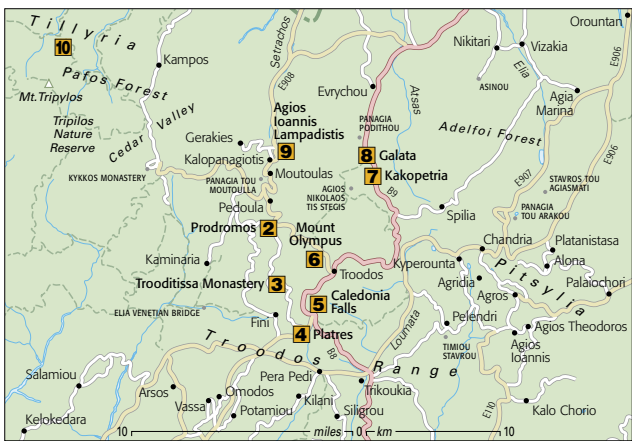 Orountan
Tillyria
10
Nikitari
Vizakia
E906
Kampos
Setrachos
E908
Pafos Forest
Elia
Mt.Tripylos
Evrychou
Atsas
ASINOU
Agia
Marina
Tripilos
Nature
Reserve
Cedar Valley
Agios
Ioannis
Lampadistis
9
PANAGIA
PODITHOU
Adelfoi Forest
Gerakies
Kalopanagiotis
8 Galata
E906
7 Kakopetria
Moutoulas
KYKKOS MONASTERY
PANAGIA TOU
MOUTOULLA
AGIOS
NIKOLAOS
TIS STEGIS
B9
E907
STAVROS TOU
AGIASMATI
Pedoula
Spilia
PANAGIA
TOU ARAKOU
Prodromos 2
Mount
Olympus
6
Chandria
Platanistasa
Kaminaria
Kyperounta
Alona
Troodos
Pitsylia
Trooditissa Monastery 3
Agridia
Palaiochori
5 Caledonia
Falls
Agros
ELIA VENETIAN BRIDGE
Fini
Loumata
Pelendri
Agios Theodoros
4 Platres
B8
TIMIOU
STAVROU
Agios
Ioannis
Troodos Range
Salamiou
Pera Pedi
Trikoukia
Arsos
Omodos
Vassa
Kilani
E110
Kalo Chorio
Potamiou
Siligrou
Kelokedara
10 miles 0 km 10